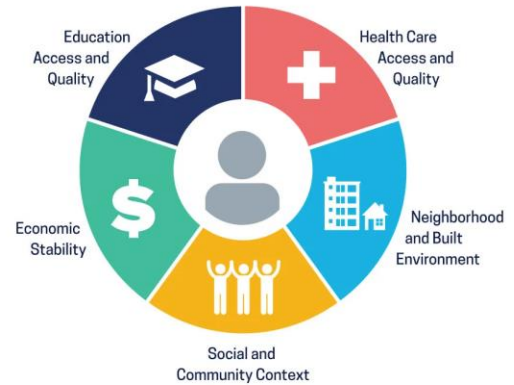 Education
Access and
Quality
Health Care
Access and
Quality
Economic
Stability
$
Neighborhood
and Built
Environment
Social and
Community Context